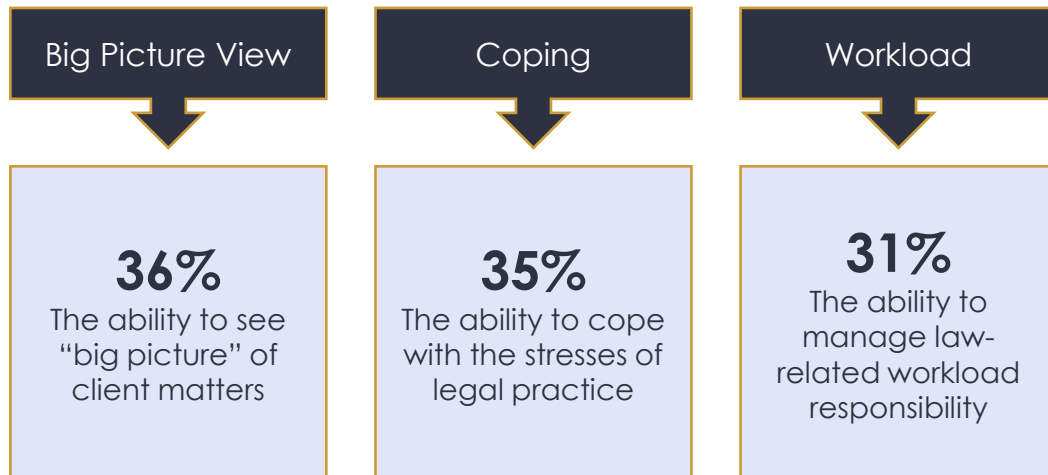 Big Picture View
Coping
Workload
36%
The ability to see
“big picture” of
client matters
35%
The ability to cope
with the stresses of
legal practice
31%
The ability to
manage law-
related workload
responsibility